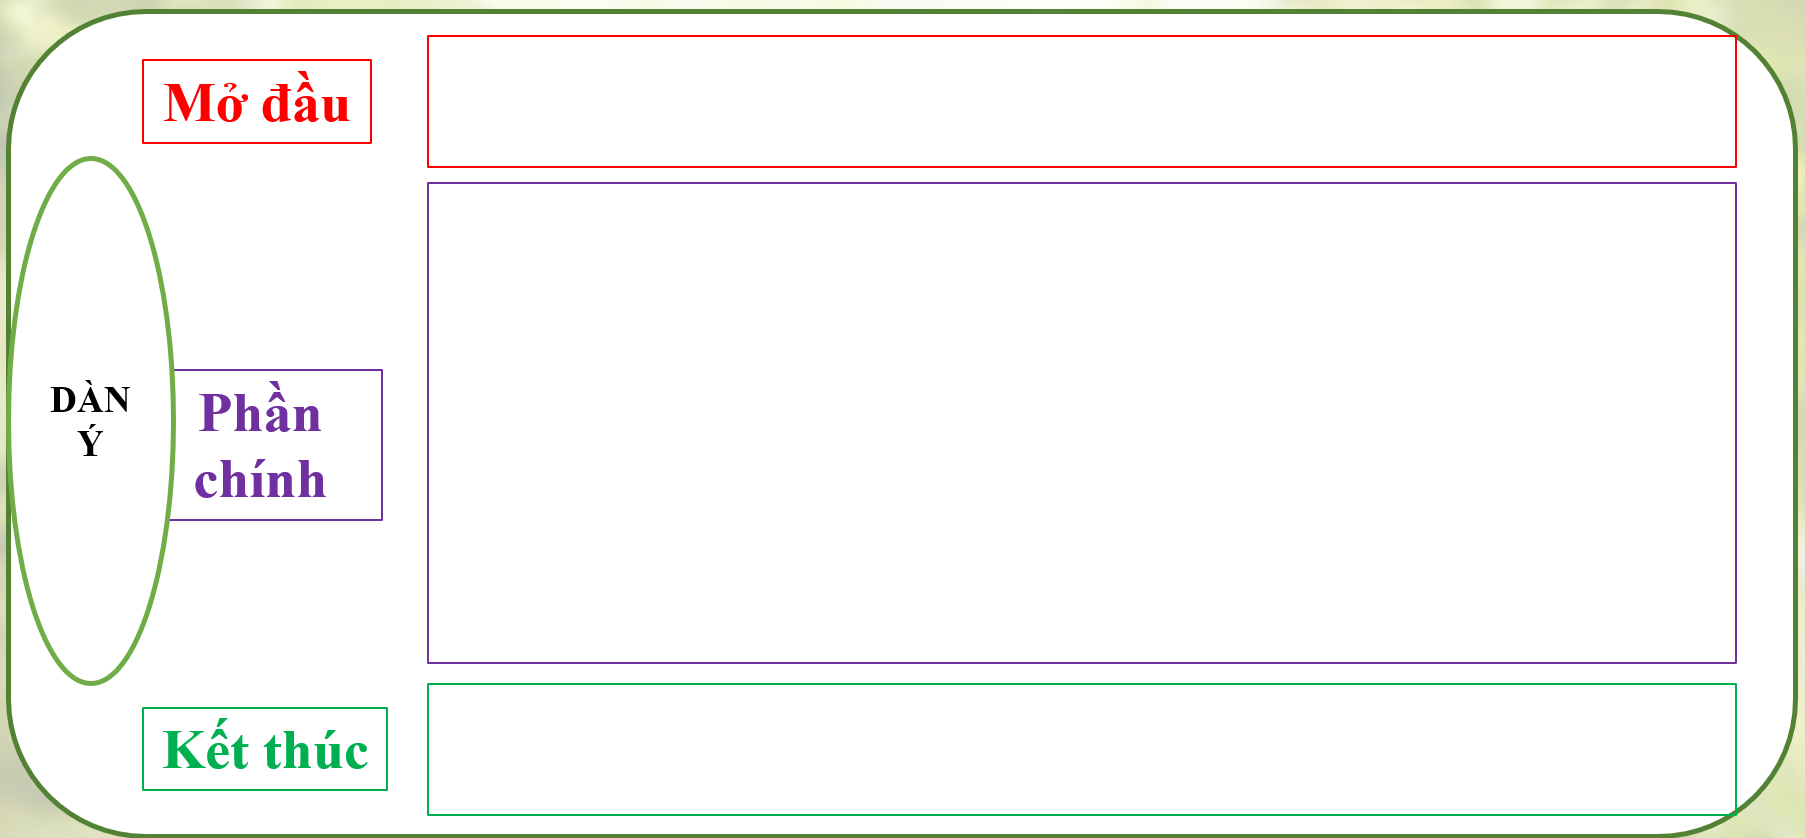 Mở đầu
DÀN
Ý
Phần
chính
Kết thúc